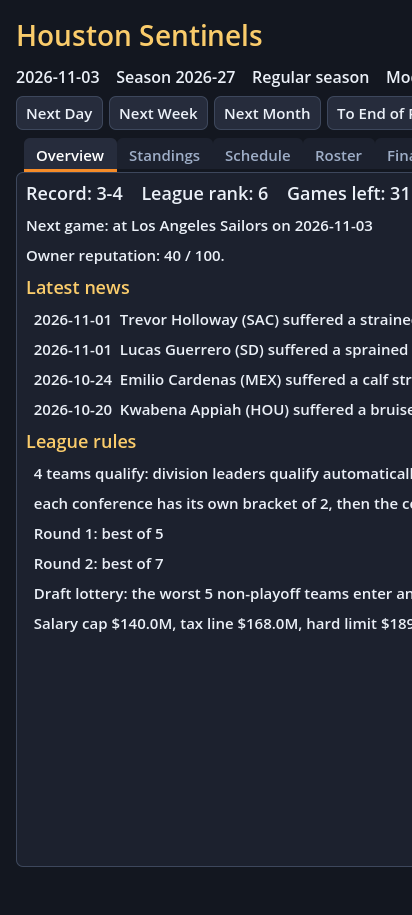 Houston Sentinels
2026-11-03 Season 2026-27 Regular season
Next Day Next Week Next Month To End of
Overview Standings Schedule Roster
Record: 3-4 League rank: 6 Games left: 31
Next game: at Los Angeles Sailors on 2026-11-03
Owner reputation: 40 / 100.
Latest news
2026-11-01 Trevor Holloway (SAC) suffered a
2026-11-01 Lucas Guerrero (SD) suffered a sprained
2026-10-24 Emilio Cardenas (MEX) suffered a calf
2026-10-20 Kwabena Appiah (HOU) suffered a
League rules
4 teams qualify: division leaders qualify
each conference has its own bracket of 2, then the
Round 1: best of 5
Round 2: best of 7
Draft lottery: the worst 5 non-playoff teams enter
Salary cap $140.0M, tax line $168.0M, hard limit